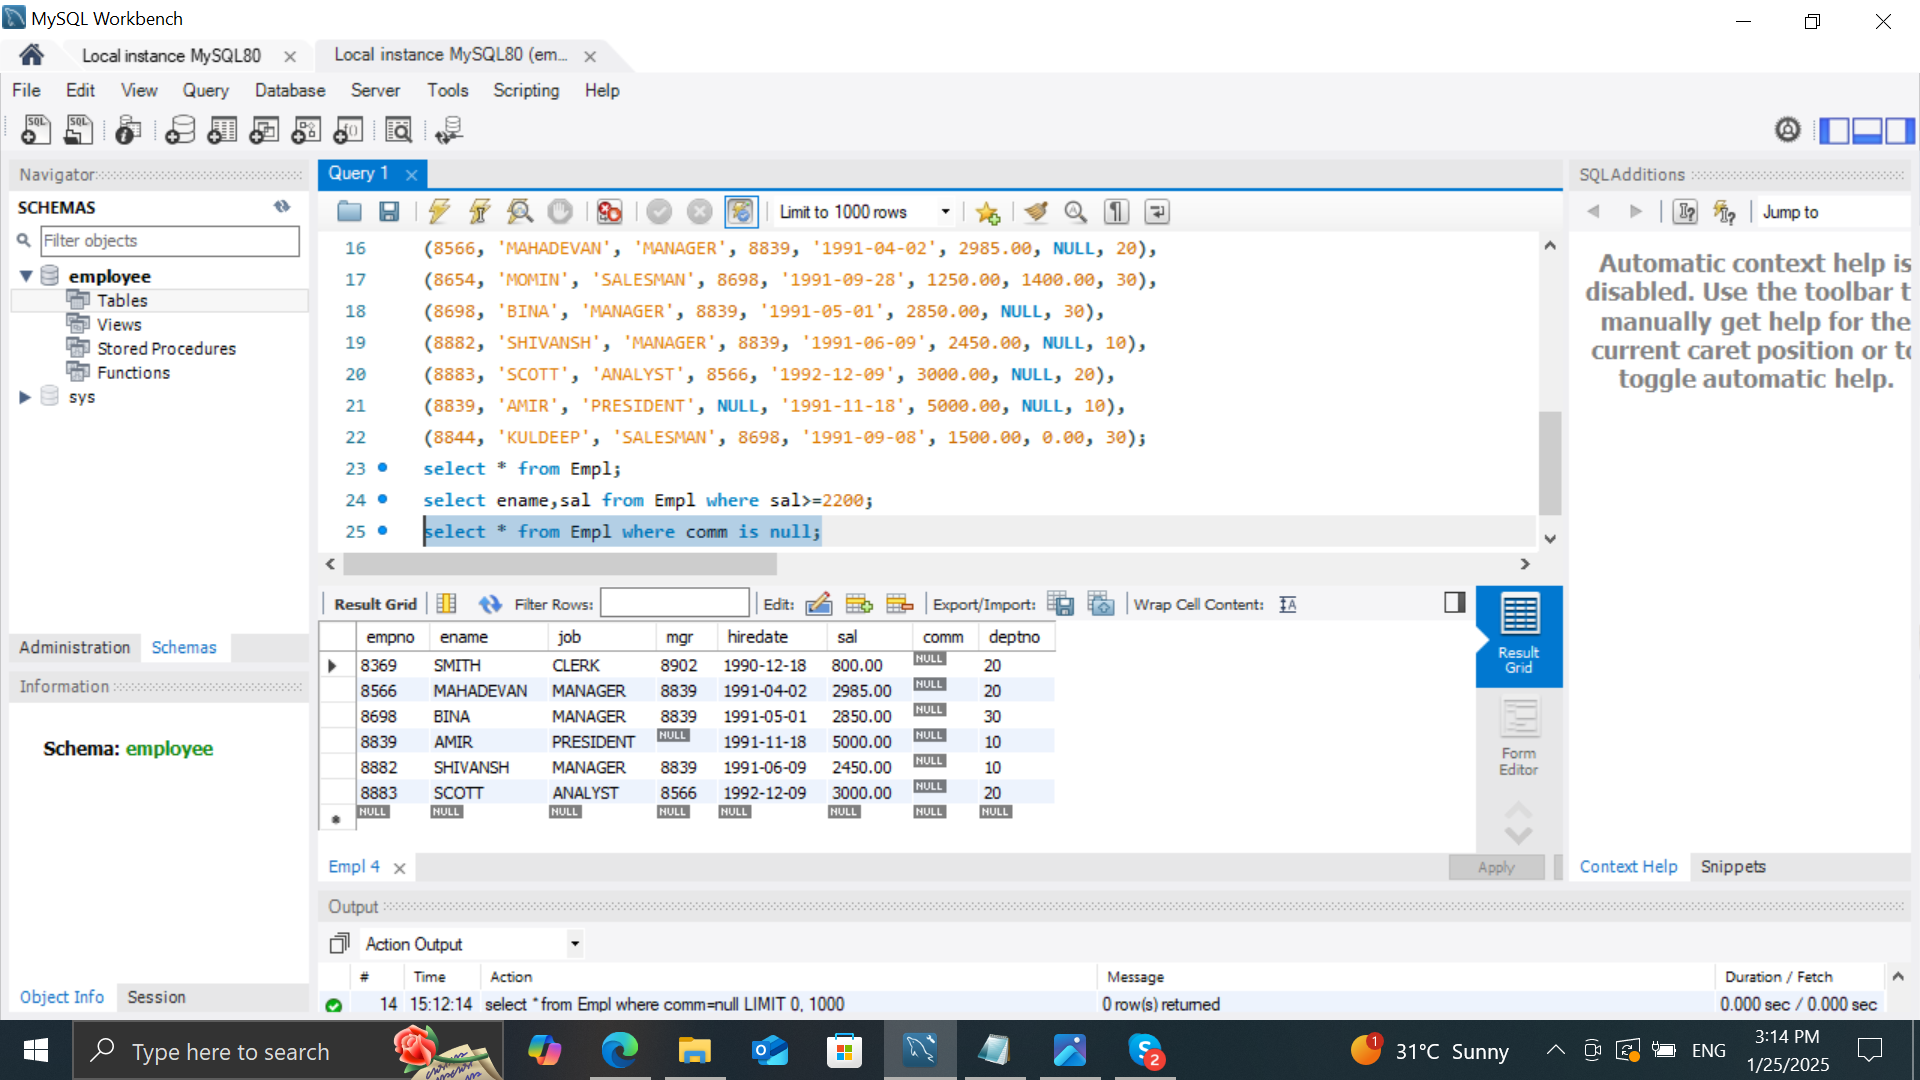 MySQL Workbench
Local instance MySQL80
Local instance MySQL80 (em...
File Edit View Query Database Server Tools Scripting Help
Navigator
SCHEMAS
Filter objects
employee
Tables
Views
Stored Procedures
Functions
sys
Administration Schemas
Information
Schema: employee
Object Info Session
Query 1
Limit to 1000 rows
16 (8566, 'MAHADEVAN', 'MANAGER', 8839, '1991-04-02', 2985.00, NULL, 20),
17 (8654, 'MOMIN', 'SALESMAN', 8698, '1991-09-28', 1250.00, 1400.00, 30),
18 (8698, 'BINA', 'MANAGER', 8839, '1991-05-01', 2850.00, NULL, 30),
19 (8882, 'SHIVANSH', 'MANAGER', 8839, '1991-06-09', 2450.00, NULL, 10),
20 (8883, 'SCOTT', 'ANALYST', 8566, '1992-12-09', 3000.00, NULL, 20),
21 (8839, 'AMIR', 'PRESIDENT', NULL, '1991-11-18', 5000.00, NULL, 10),
22 (8844, 'KULDEEP', 'SALESMAN', 8698, '1991-09-08', 1500.00, 0.00, 30);
23 select * from Empl;
24 select ename,sal from Empl where sal>=2200;
25 select * from Empl where comm is null;
Result Grid Filter Rows: Edit: Export/Import: Wrap Cell Content:
empno ename job mgr hiredate sal comm deptno
8369 SMITH CLERK 8902 1990-12-18 800.00 NULL 20
8566 MAHADEVAN MANAGER 8839 1991-04-02 2985.00 NULL 20
8698 BINA MANAGER 8839 1991-05-01 2850.00 NULL 30
8839 AMIR PRESIDENT NULL 1991-11-18 5000.00 NULL 10
8882 SHIVANSH MANAGER 8839 1991-06-09 2450.00 NULL 10
8883 SCOTT ANALYST 8566 1992-12-09 3000.00 NULL 20
NULL NULL NULL NULL NULL NULL NULL NULL
Result
Grid
Form
Editor
Empl 4
Apply
SQLAdditions
Jump to
Automatic context help is
disabled. Use the toolbar t
manually get help for the
current caret position or to
toggle automatic help.
Context Help Snippets
Output
Action Output
# Time Action Message Duration / Fetch
14 15:12:14 select * from Empl where comm=null LIMIT 0, 1000 0 row(s) returned 0.000 sec / 0.000 sec
Type here to search
2
1
31°C Sunny
ENG
3:14 PM
1/25/2025